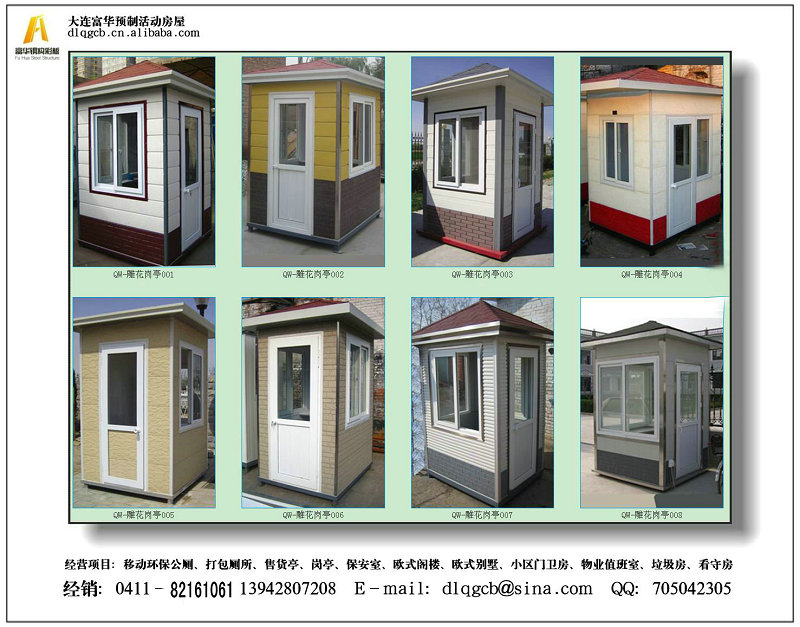 大连富华预制活动房屋
dlqgcb.cn.alibaba.com
富华钢构彩板
Fu Hua Steel Structure
QW-雕花岗亭001
QW-雕花岗亭002
QW-雕花岗亭003
QW-雕花岗亭004
QW-雕花岗亭005
QW-雕花岗亭006
QW-雕花岗亭007
QW-雕花岗亭008
经营项目：移动环保公厕、打包厕所、售货亭、岗亭、保安室、欧式阁楼、欧式别墅、小区门卫房、物业值班室、垃圾房、看守房
经销：0411-82161061 13942807208 E-mail: dlqgcb@sina.com QQ: 705042305